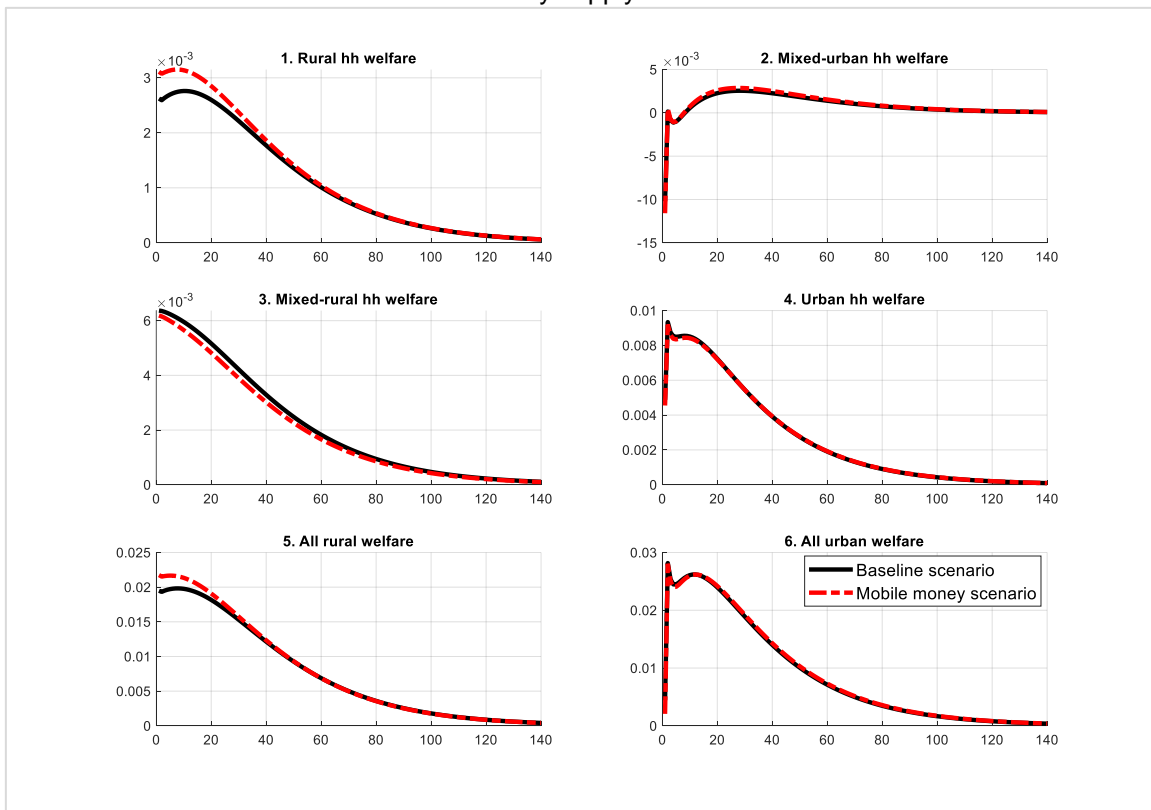 y supply
1. Rural hh welfare
×10⁻³
3
2
1
0
0 20 40 60 80 100 120 140
2. Mixed-urban hh welfare
×10⁻³
5
0
-5
-10
-15
0 20 40 60 80 100 120 140
3. Mixed-rural hh welfare
×10⁻³
6
4
2
0
0 20 40 60 80 100 120 140
4. Urban hh welfare
0.01
0.008
0.006
0.004
0.002
0
0 20 40 60 80 100 120 140
5. All rural welfare
0.025
0.02
0.015
0.01
0.005
0
0 20 40 60 80 100 120 140
6. All urban welfare
0.03
0.02
0.01
0
0 20 40 60 80 100 120 140
Baseline scenario
Mobile money scenario